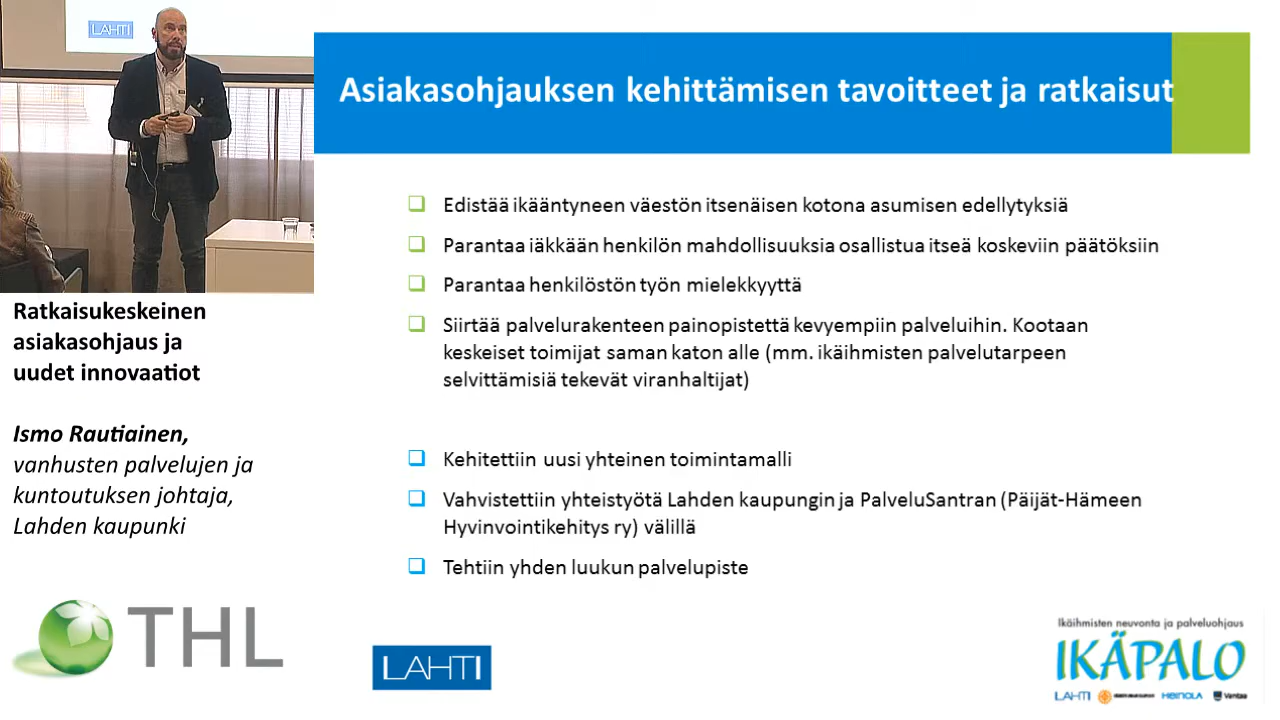 LAHTI
Asiakasohjauksen kehittämisen tavoitteet ja ratkaisut
Edistää ikääntyneen väestön itsenäisen kotona asumisen edellytyksiä
Parantaa iäkkään henkilön mahdollisuuksia osallistua itseä koskeviin päätöksiin
Parantaa henkilöstön työn mielekkyyttä
Siirtää palvelurakenteen painopistettä kevyempiin palveluihin. Kootaan
keskeiset toimijat saman katon alle (mm. ikäihmisten palvelutarpeen
selvittämisiä tekevät viranhaltijat)
Kehitettiin uusi yhteinen toimintamalli
Vahvistettiin yhteistyötä Lahden kaupungin ja PalveluSantran (Päijät-Hämeen
Hyvinvointikehitys ry) välillä
Tehtiin yhden luukun palvelupiste
Ratkaisukeskeinen
asiakasohjaus ja
uudet innovaatiot
Ismo Rautiainen,
vanhusten palvelujen ja
kuntoutuksen johtaja,
Lahden kaupunki
THL
LAHTI
Ikäihmisten neuvonta ja palveluohjaus
IKÄPALO
LAHTI HEINOLA Vantaa